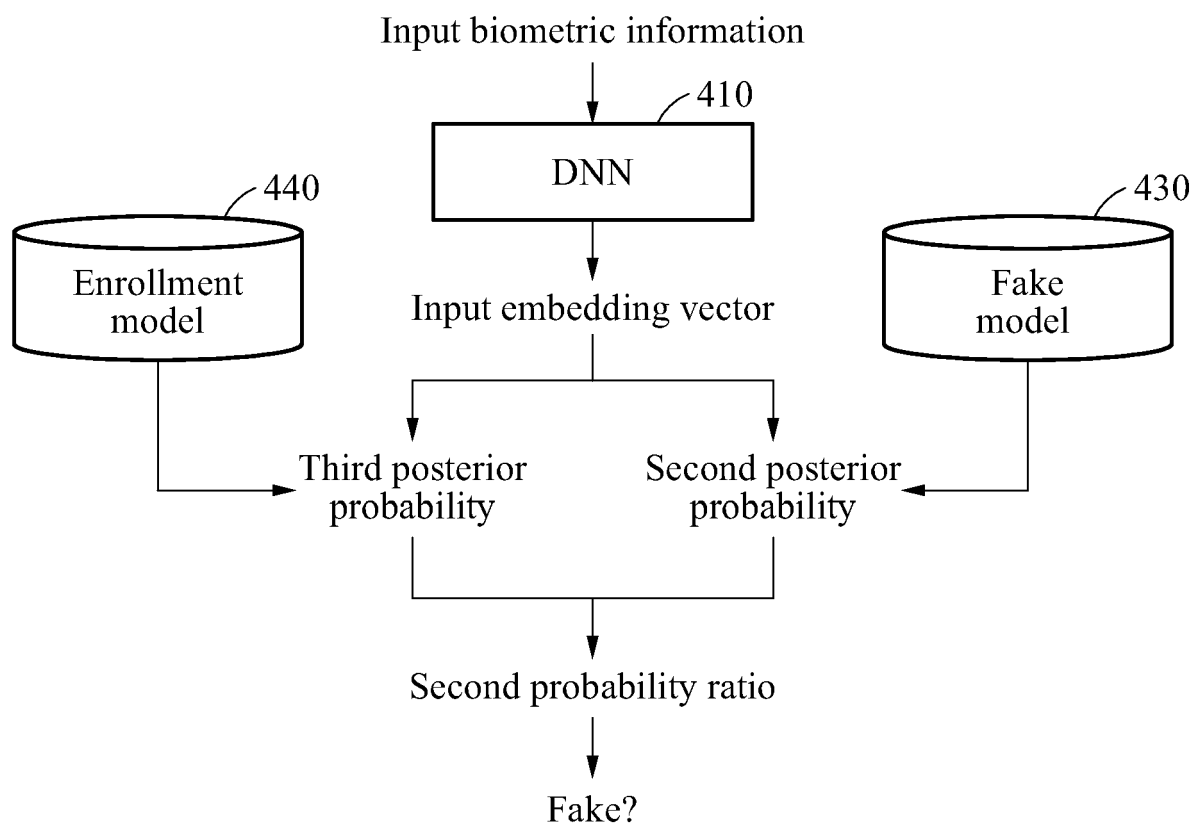 Input biometric information
410
DNN
440
Enrollment
model
430
Fake
model
Input embedding vector
Third posterior
probability
Second posterior
probability
Second probability ratio
Fake?